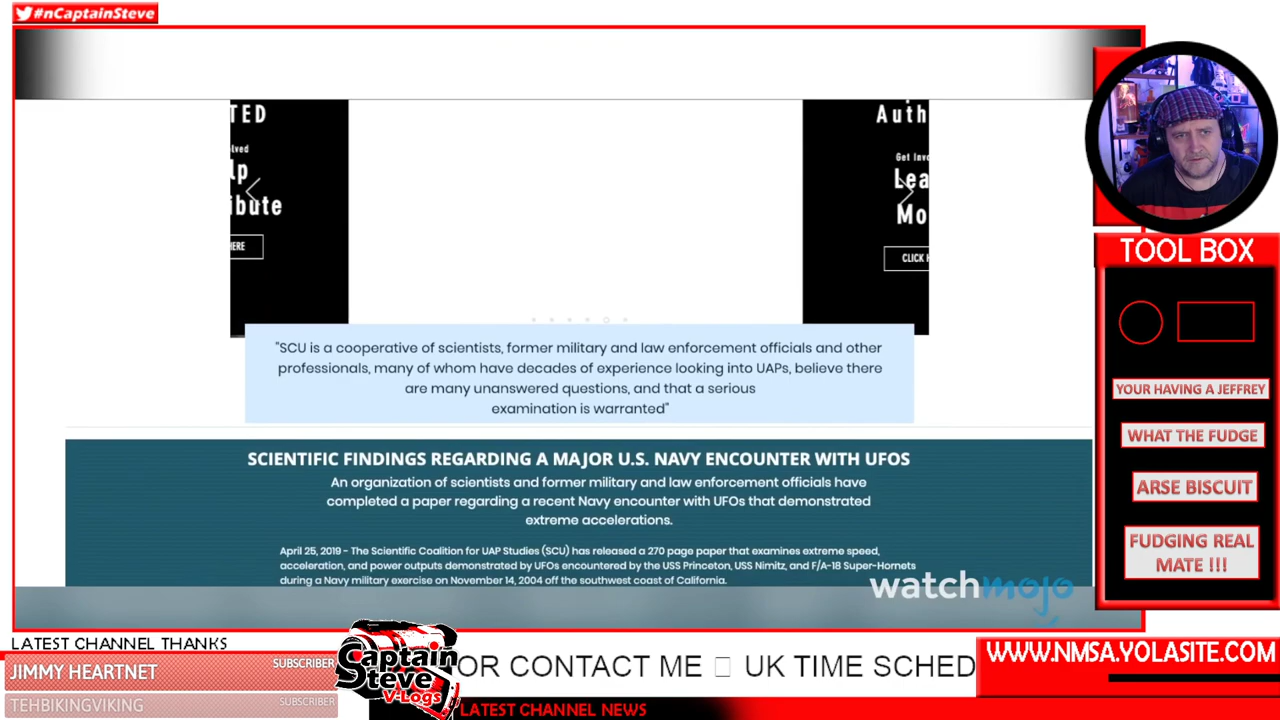 #nCaptainSteve
TED
olved
lp
ibute
HERE
Auth
Get Invo
Lea
Mo
CLICK H
"SCU is a cooperative of scientists, former military and law enforcement officials and other
professionals, many of whom have decades of experience looking into UAPs, believe there
are many unanswered questions, and that a serious
examination is warranted"
SCIENTIFIC FINDINGS REGARDING A MAJOR U.S. NAVY ENCOUNTER WITH UFOS
An organization of scientists and former military and law enforcement officials have
completed a paper regarding a recent Navy encounter with UFOs that demonstrated
extreme accelerations.
April 25, 2019 - The Scientific Coalition for UAP Studies (SCU) has released a 270 page paper that examines extreme speed,
acceleration, and power outputs demonstrated by UFOs encountered by the USS Princeton, USS Nimitz, and F/A-18 Super-Hornets
during a Navy military exercise on November 14, 2004 off the southwest coast of California.
watchmojo
TOOL BOX
YOUR HAVING A JEFFREY
WHAT THE FUDGE
ARSE BISCUIT
FUDGING REAL
MATE !!!
LATEST CHANNEL THANKS
JIMMY HEARTNET
SUBSCRIBER
TEHBIKINGVIKING
SUBSCRIBER
Captain
Steve
V-Logs
OR CONTACT ME UK TIME SCHED
LATEST CHANNEL NEWS
WWW.NMSA.YOLASITE.COM